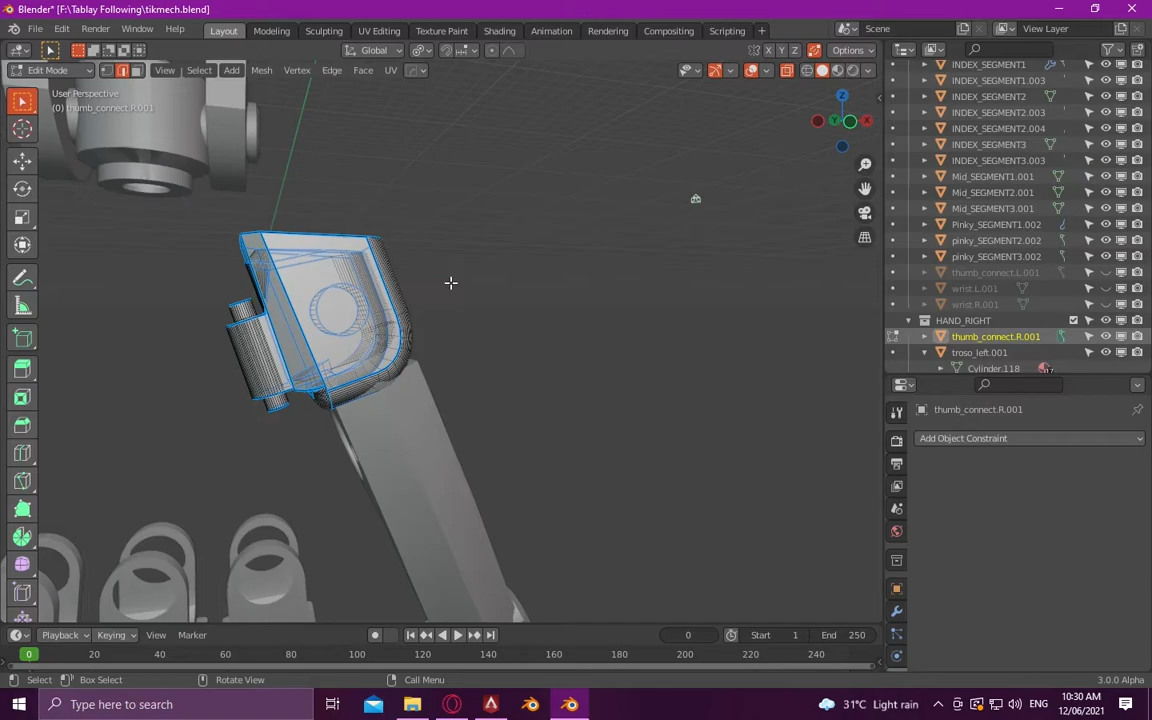 Blender* [F:\Tablay Following\tikmech.blend]
File Edit Render Window Help Layout Modeling Sculpting UV Editing Texture Paint Shading Animation Rendering Compositing Scripting + Scene View Layer
Global Options
Edit Mode View Select Add Mesh Vertex Edge Face UV
User Perspective
(0) thumb_connect.R.001
Z
X
Y
X Y Z
INDEX_SEGMENT1
INDEX_SEGMENT1.003
INDEX_SEGMENT2
INDEX_SEGMENT2.003
INDEX_SEGMENT2.004
INDEX_SEGMENT3
INDEX_SEGMENT3.003
Mid_SEGMENT1.001
Mid_SEGMENT2.001
Mid_SEGMENT3.001
Pinky_SEGMENT1.002
pinky_SEGMENT2.002
pinky_SEGMENT3.002
thumb_connect.L.001
wrist.L.001
wrist.R.001
HAND_RIGHT
thumb_connect.R.001
troso_left.001
Cylinder.118
thumb_connect.R.001
Add Object Constraint
Playback Keying View Marker 0 Start 1 End 250
0 20 40 60 80 100 120 140 160 180 200 220 240
Select Box Select Rotate View Call Menu 3.0.0 Alpha
Type here to search 31°C Light rain ENG 10:30 AM
12/06/2021